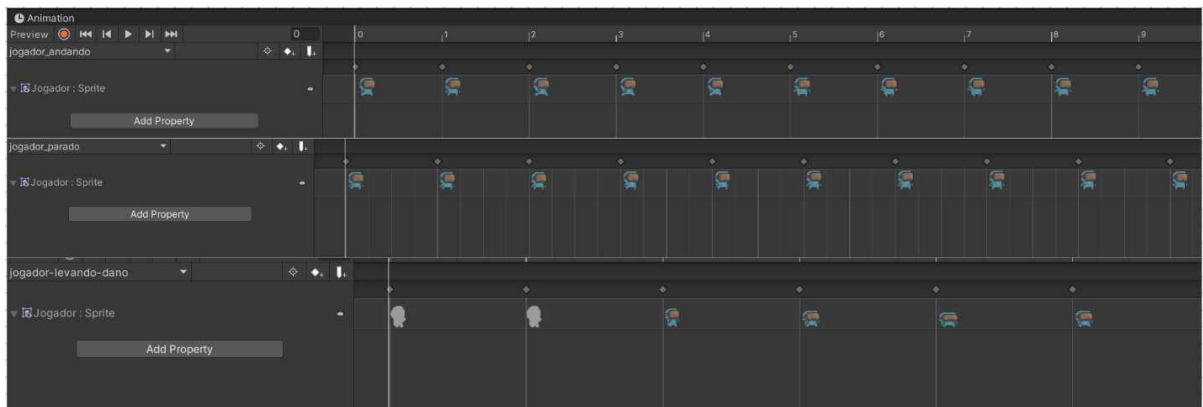 Animation
Preview 0 0 1 2 3 4 5 6 7 8 9
jogador_andando
Jogador : Sprite
Add Property
jogador_parado
Jogador : Sprite
Add Property
jogador-levando-dano
Jogador : Sprite
Add Property